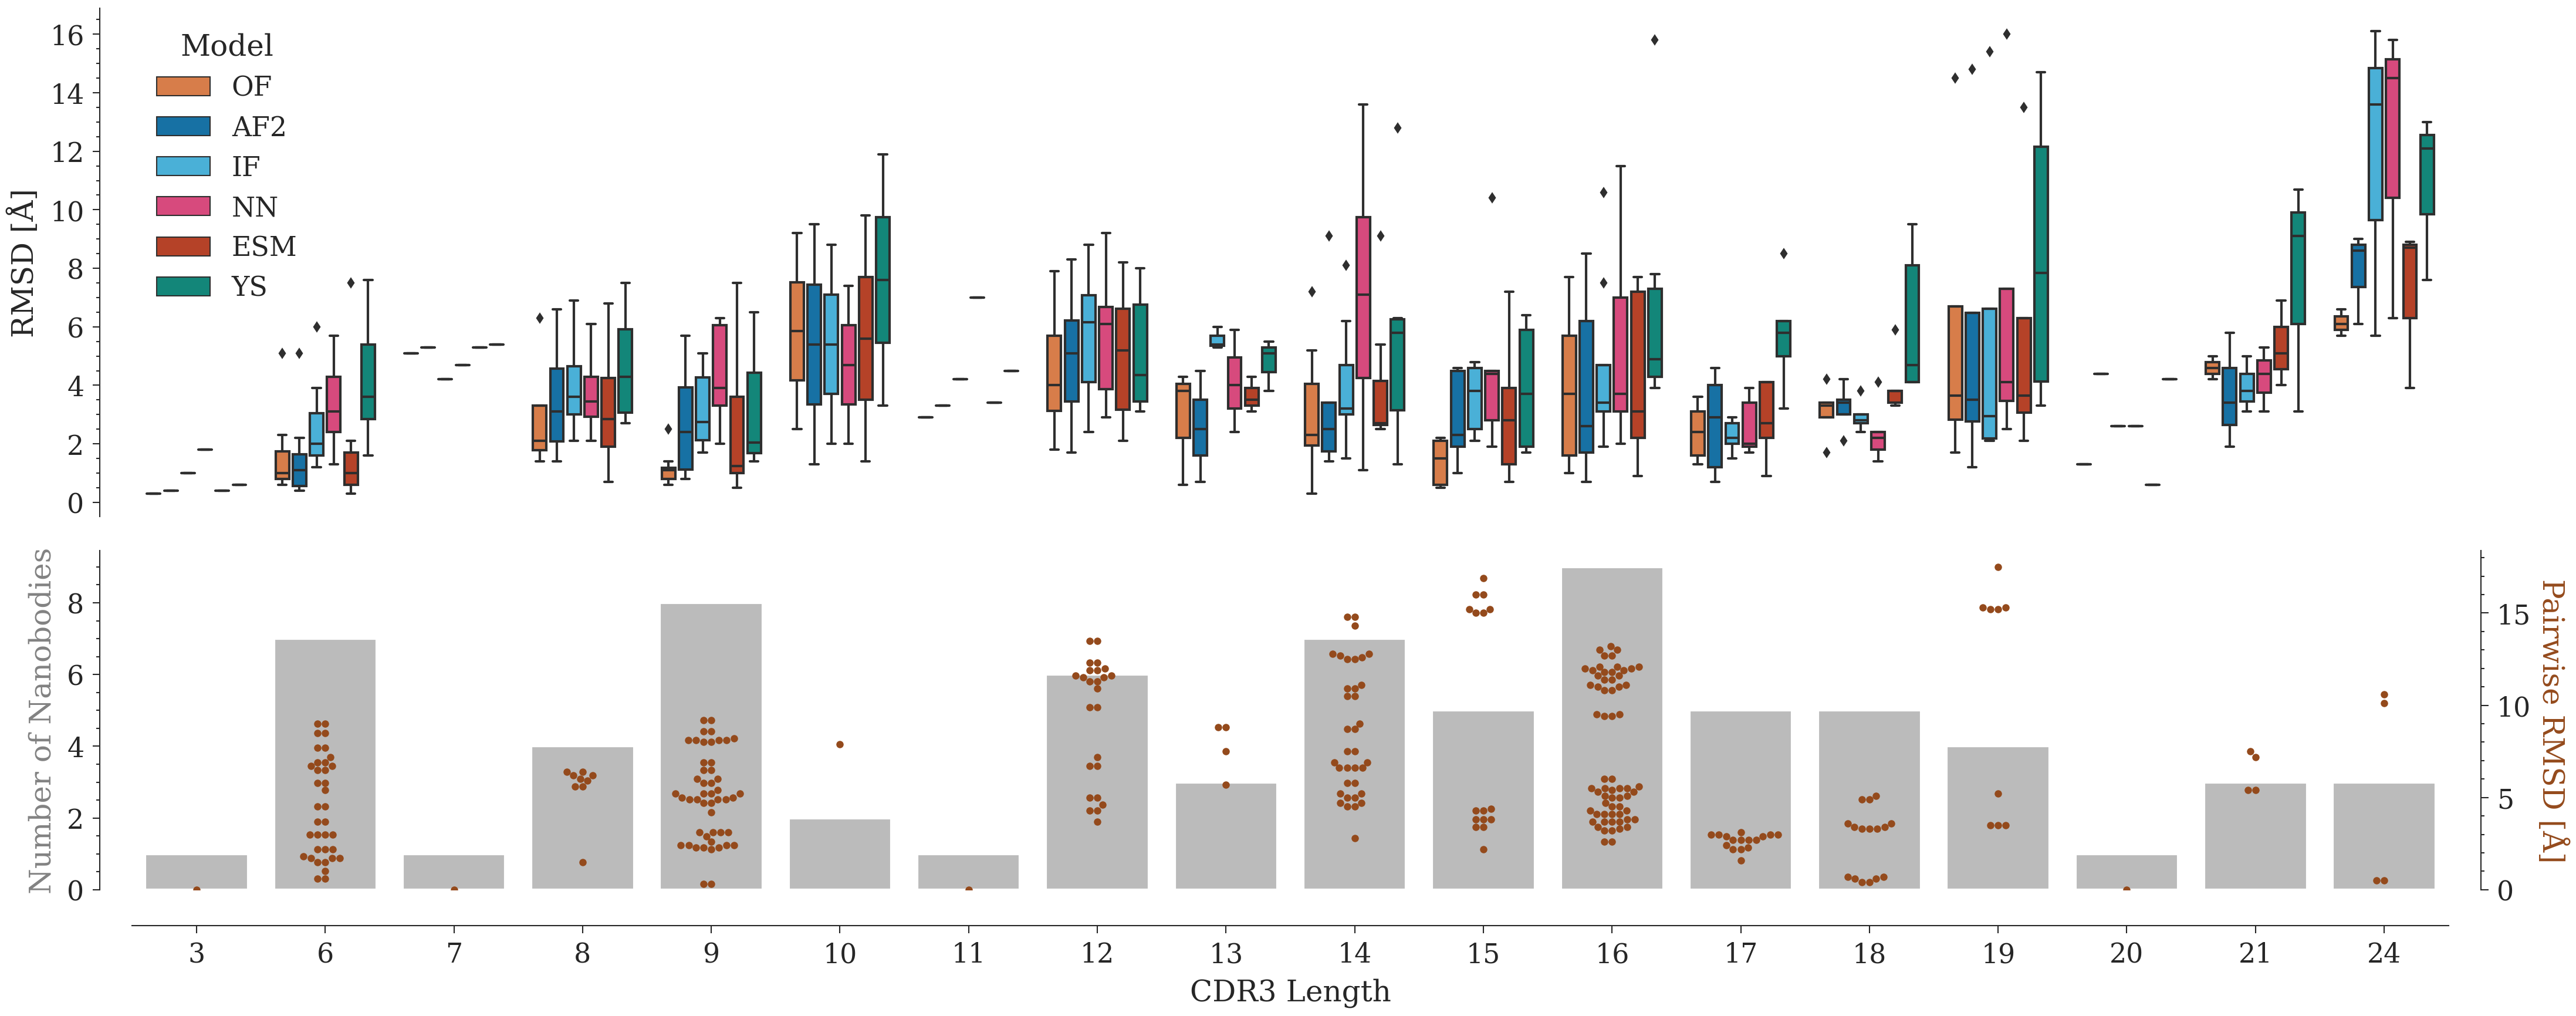 RMSD [Å]
16
14
12
10
8
6
4
2
0
Model
OF
AF2
IF
NN
ESM
YS
Number of Nanobodies
8
6
4
2
0
Pairwise RMSD [Å]
15
10
5
0
3 6 7 8 9 10 11 12 13 14 15 16 17 18 19 20 21 24
CDR3 Length